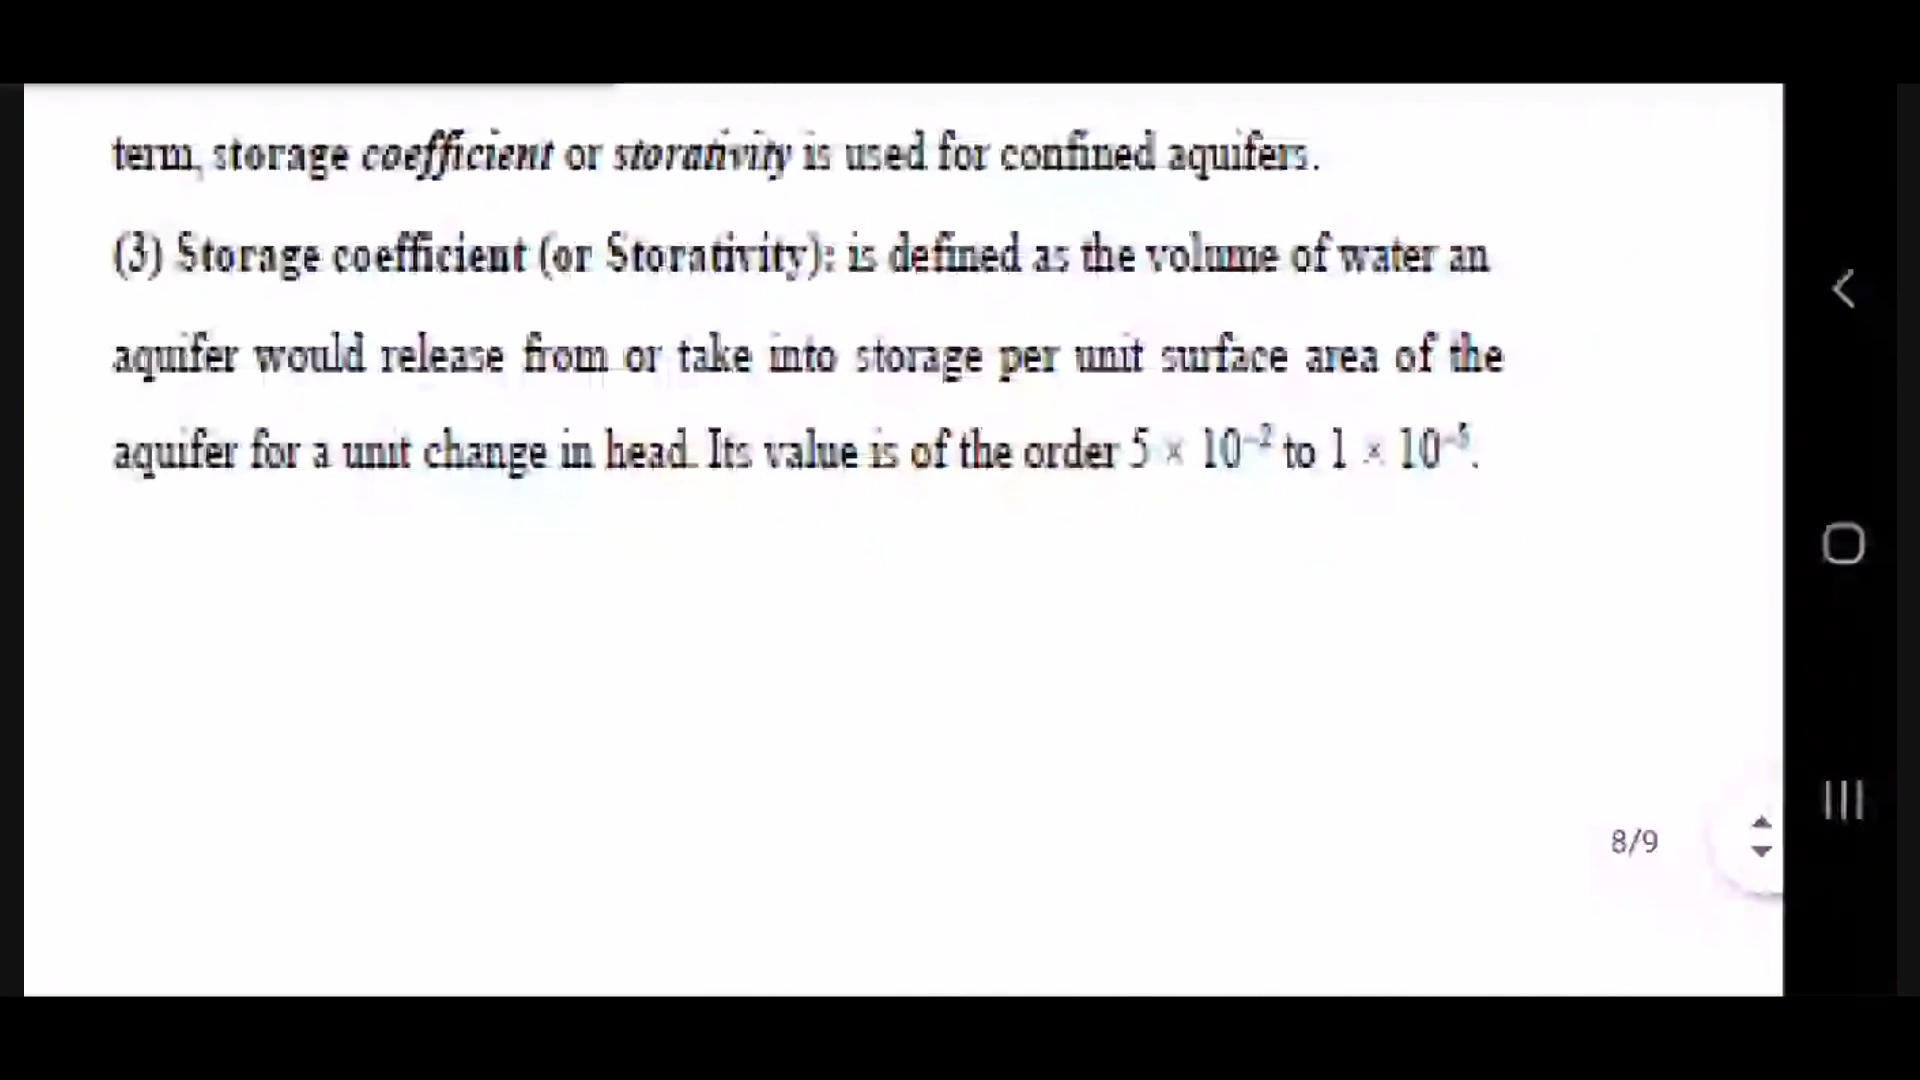 term, storage coefficient or storativity is used for confined aquifers.
(3) Storage coefficient (or Storativity): is defined as the volume of water an
aquifer would release from or take into storage per unit surface area of the
aquifer for a unit change in head. Its value is of the order 5 × 10⁻² to 1 × 10⁻⁵.
8/9